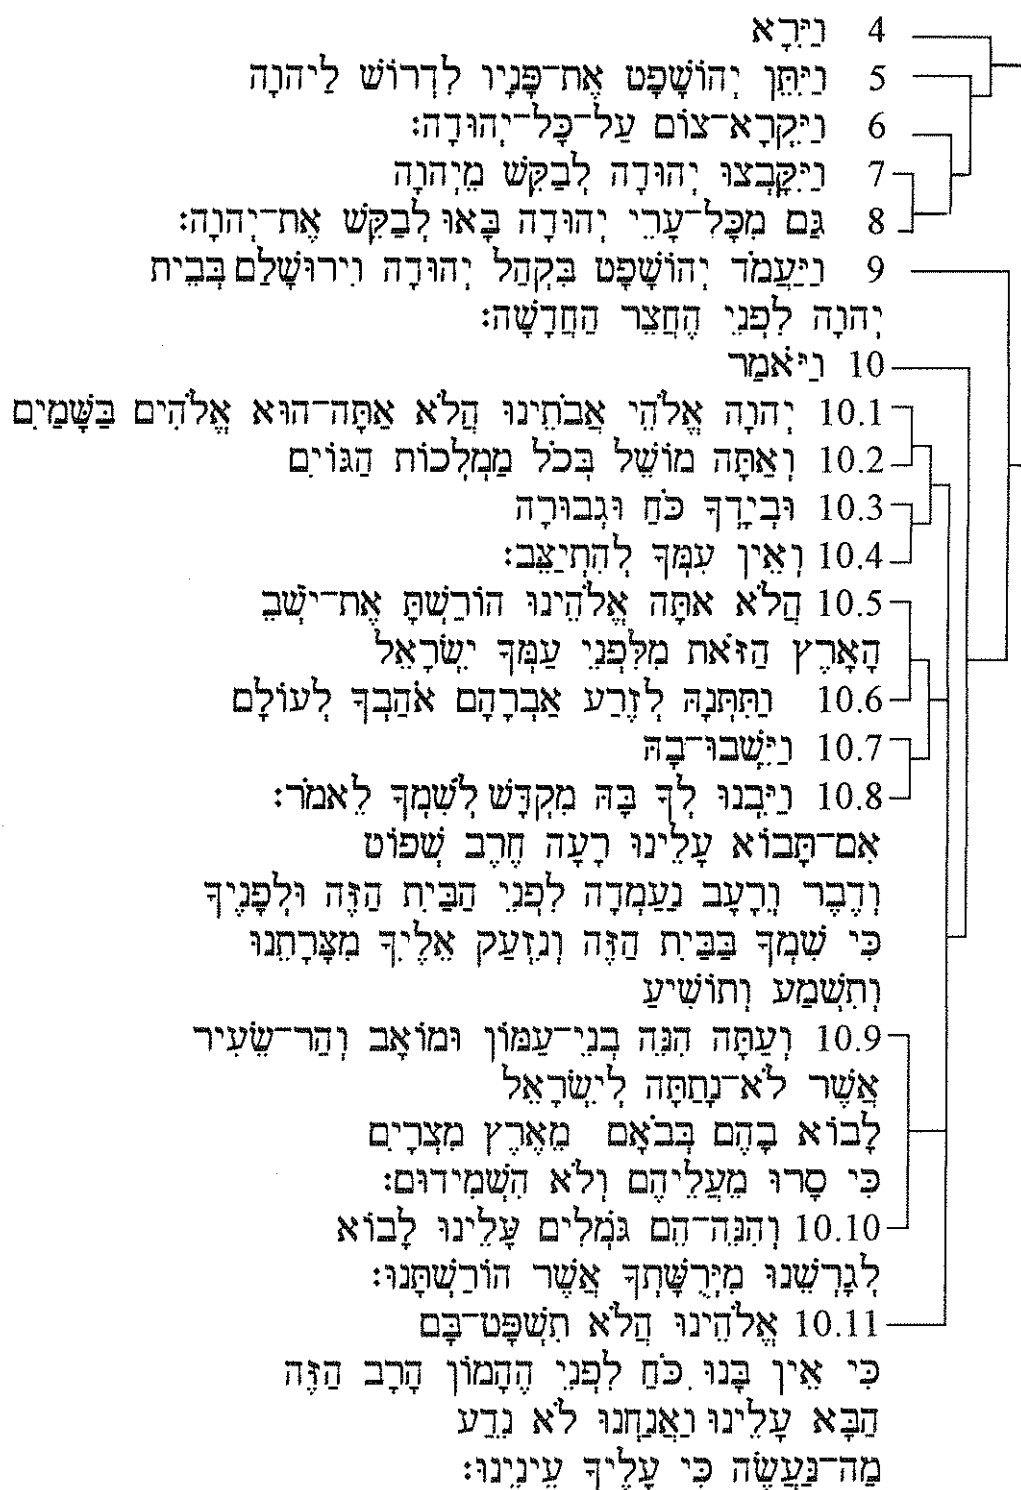 4 וַיִּרָא
5 וַיִּתֵּן יְהוֹשָׁפָט אֶת־פָּנָיו לִדְרוֹשׁ לַיהוָה
6 וַיִּקְרָא־צוֹם עַל־כָּל־יְהוּדָה׃
7 וַיִּקָּבְצוּ יְהוּדָה לְבַקֵּשׁ מֵיְהוָה
8 גַּם מִכָּל־עָרֵי יְהוּדָה בָּאוּ לְבַקֵּשׁ אֶת־יְהוָה׃
9 וַיַּעֲמֹד יְהוֹשָׁפָט בִּקְהַל יְהוּדָה וִירוּשָׁלִַם בְּבֵית
יְהוָה לִפְנֵי הֶחָצֵר הַחֲדָשָׁה׃
10 וַיֹּאמַר
10.1 יְהוָה אֱלֹהֵי אֲבֹתֵינוּ הֲלֹא אַתָּה־הוּא אֱלֹהִים בַּשָּׁמַיִם
10.2 וְאַתָּה מוֹשֵׁל בְּכֹל מַמְלְכוֹת הַגּוֹיִם
10.3 וּבְיָדְךָ כֹּחַ וּגְבוּרָה
10.4 וְאֵין עִמְּךָ לְהִתְיַצֵּב׃
10.5 הֲלֹא אַתָּה אֱלֹהֵינוּ הוֹרַשְׁתָּ אֶת־יֹשְׁבֵי
הָאָרֶץ הַזֹּאת מִלִּפְנֵי עַמְּךָ יִשְׂרָאֵל
10.6 וַתִּתְּנָהּ לְזֶרַע אַבְרָהָם אֹהַבְךָ לְעוֹלָם
10.7 וַיֵּשְׁבוּ־בָהּ
10.8 וַיִּבְנוּ לְךָ בָּהּ מִקְדָּשׁ לְשִׁמְךָ לֵאמֹר׃
אִם־תָּבוֹא עָלֵינוּ רָעָה חֶרֶב שְׁפוֹט
וְדֶבֶר וְרָעָב נַעַמְדָה לִפְנֵי הַבַּיִת הַזֶּה וּלְפָנֶיךָ
כִּי שִׁמְךָ בַּבַּיִת הַזֶּה וְנִזְעַק אֵלֶיךָ מִצָּרָתֵנוּ
וְתִשְׁמַע וְתוֹשִׁיעַ
10.9 וְעַתָּה הִנֵּה בְנֵי־עַמּוֹן וּמוֹאָב וְהַר־שֵׂעִיר
אֲשֶׁר לֹא־נָתַתָּה לְיִשְׂרָאֵל
לָבוֹא בָהֶם בְּבֹאָם מֵאֶרֶץ מִצְרָיִם
כִּי סָרוּ מֵעֲלֵיהֶם וְלֹא הִשְׁמִידוּם׃
10.10 וְהִנֵּה־הֵם גֹּמְלִים עָלֵינוּ לָבוֹא
לְגָרְשֵׁנוּ מִיְּרֻשָּׁתְךָ אֲשֶׁר הוֹרַשְׁתָּנוּ׃
10.11 אֱלֹהֵינוּ הֲלֹא תִשְׁפָּט־בָּם
כִּי אֵין בָּנוּ כֹּחַ לִפְנֵי הֶהָמוֹן הָרָב הַזֶּה
הַבָּא עָלֵינוּ וַאֲנַחְנוּ לֹא נֵדַע
מַה־נַּעֲשֶׂה כִּי עָלֶיךָ עֵינֵינוּ׃